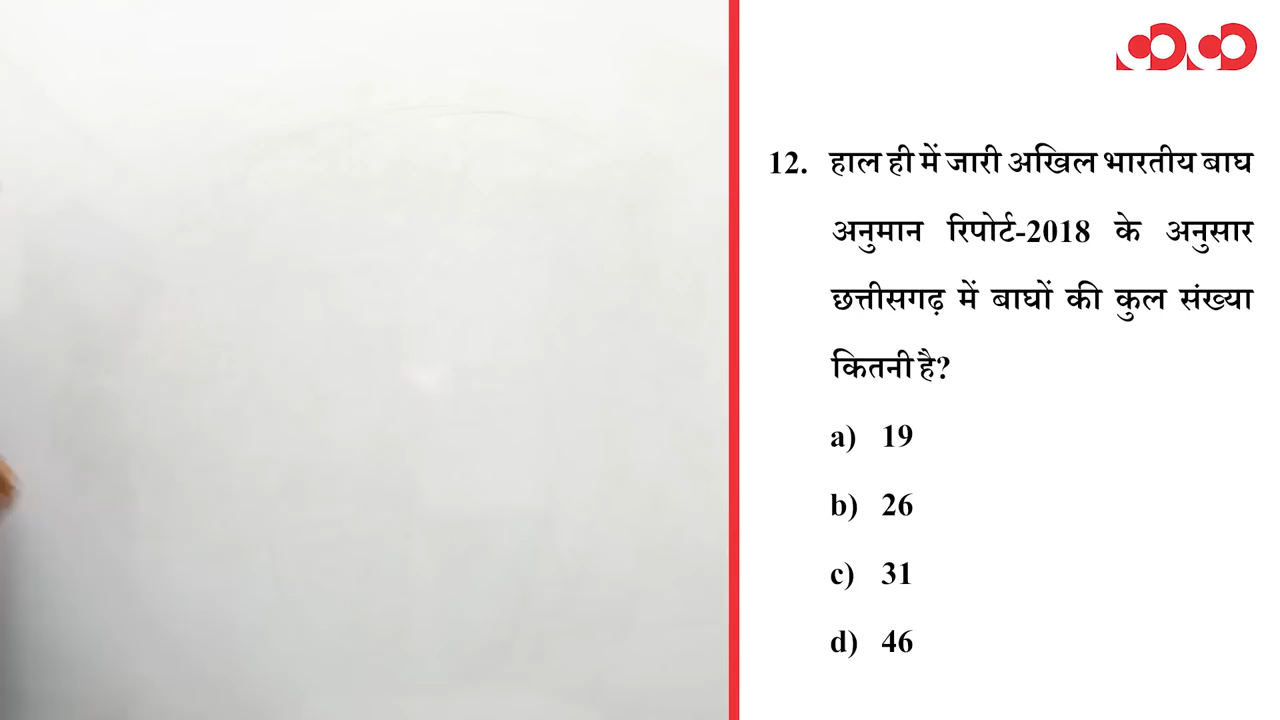 12. हाल ही में जारी अखिल भारतीय बाघ
अनुमान रिपोर्ट-2018 के अनुसार
छत्तीसगढ़ में बाघों की कुल संख्या
कितनी है?
a) 19
b) 26
c) 31
d) 46